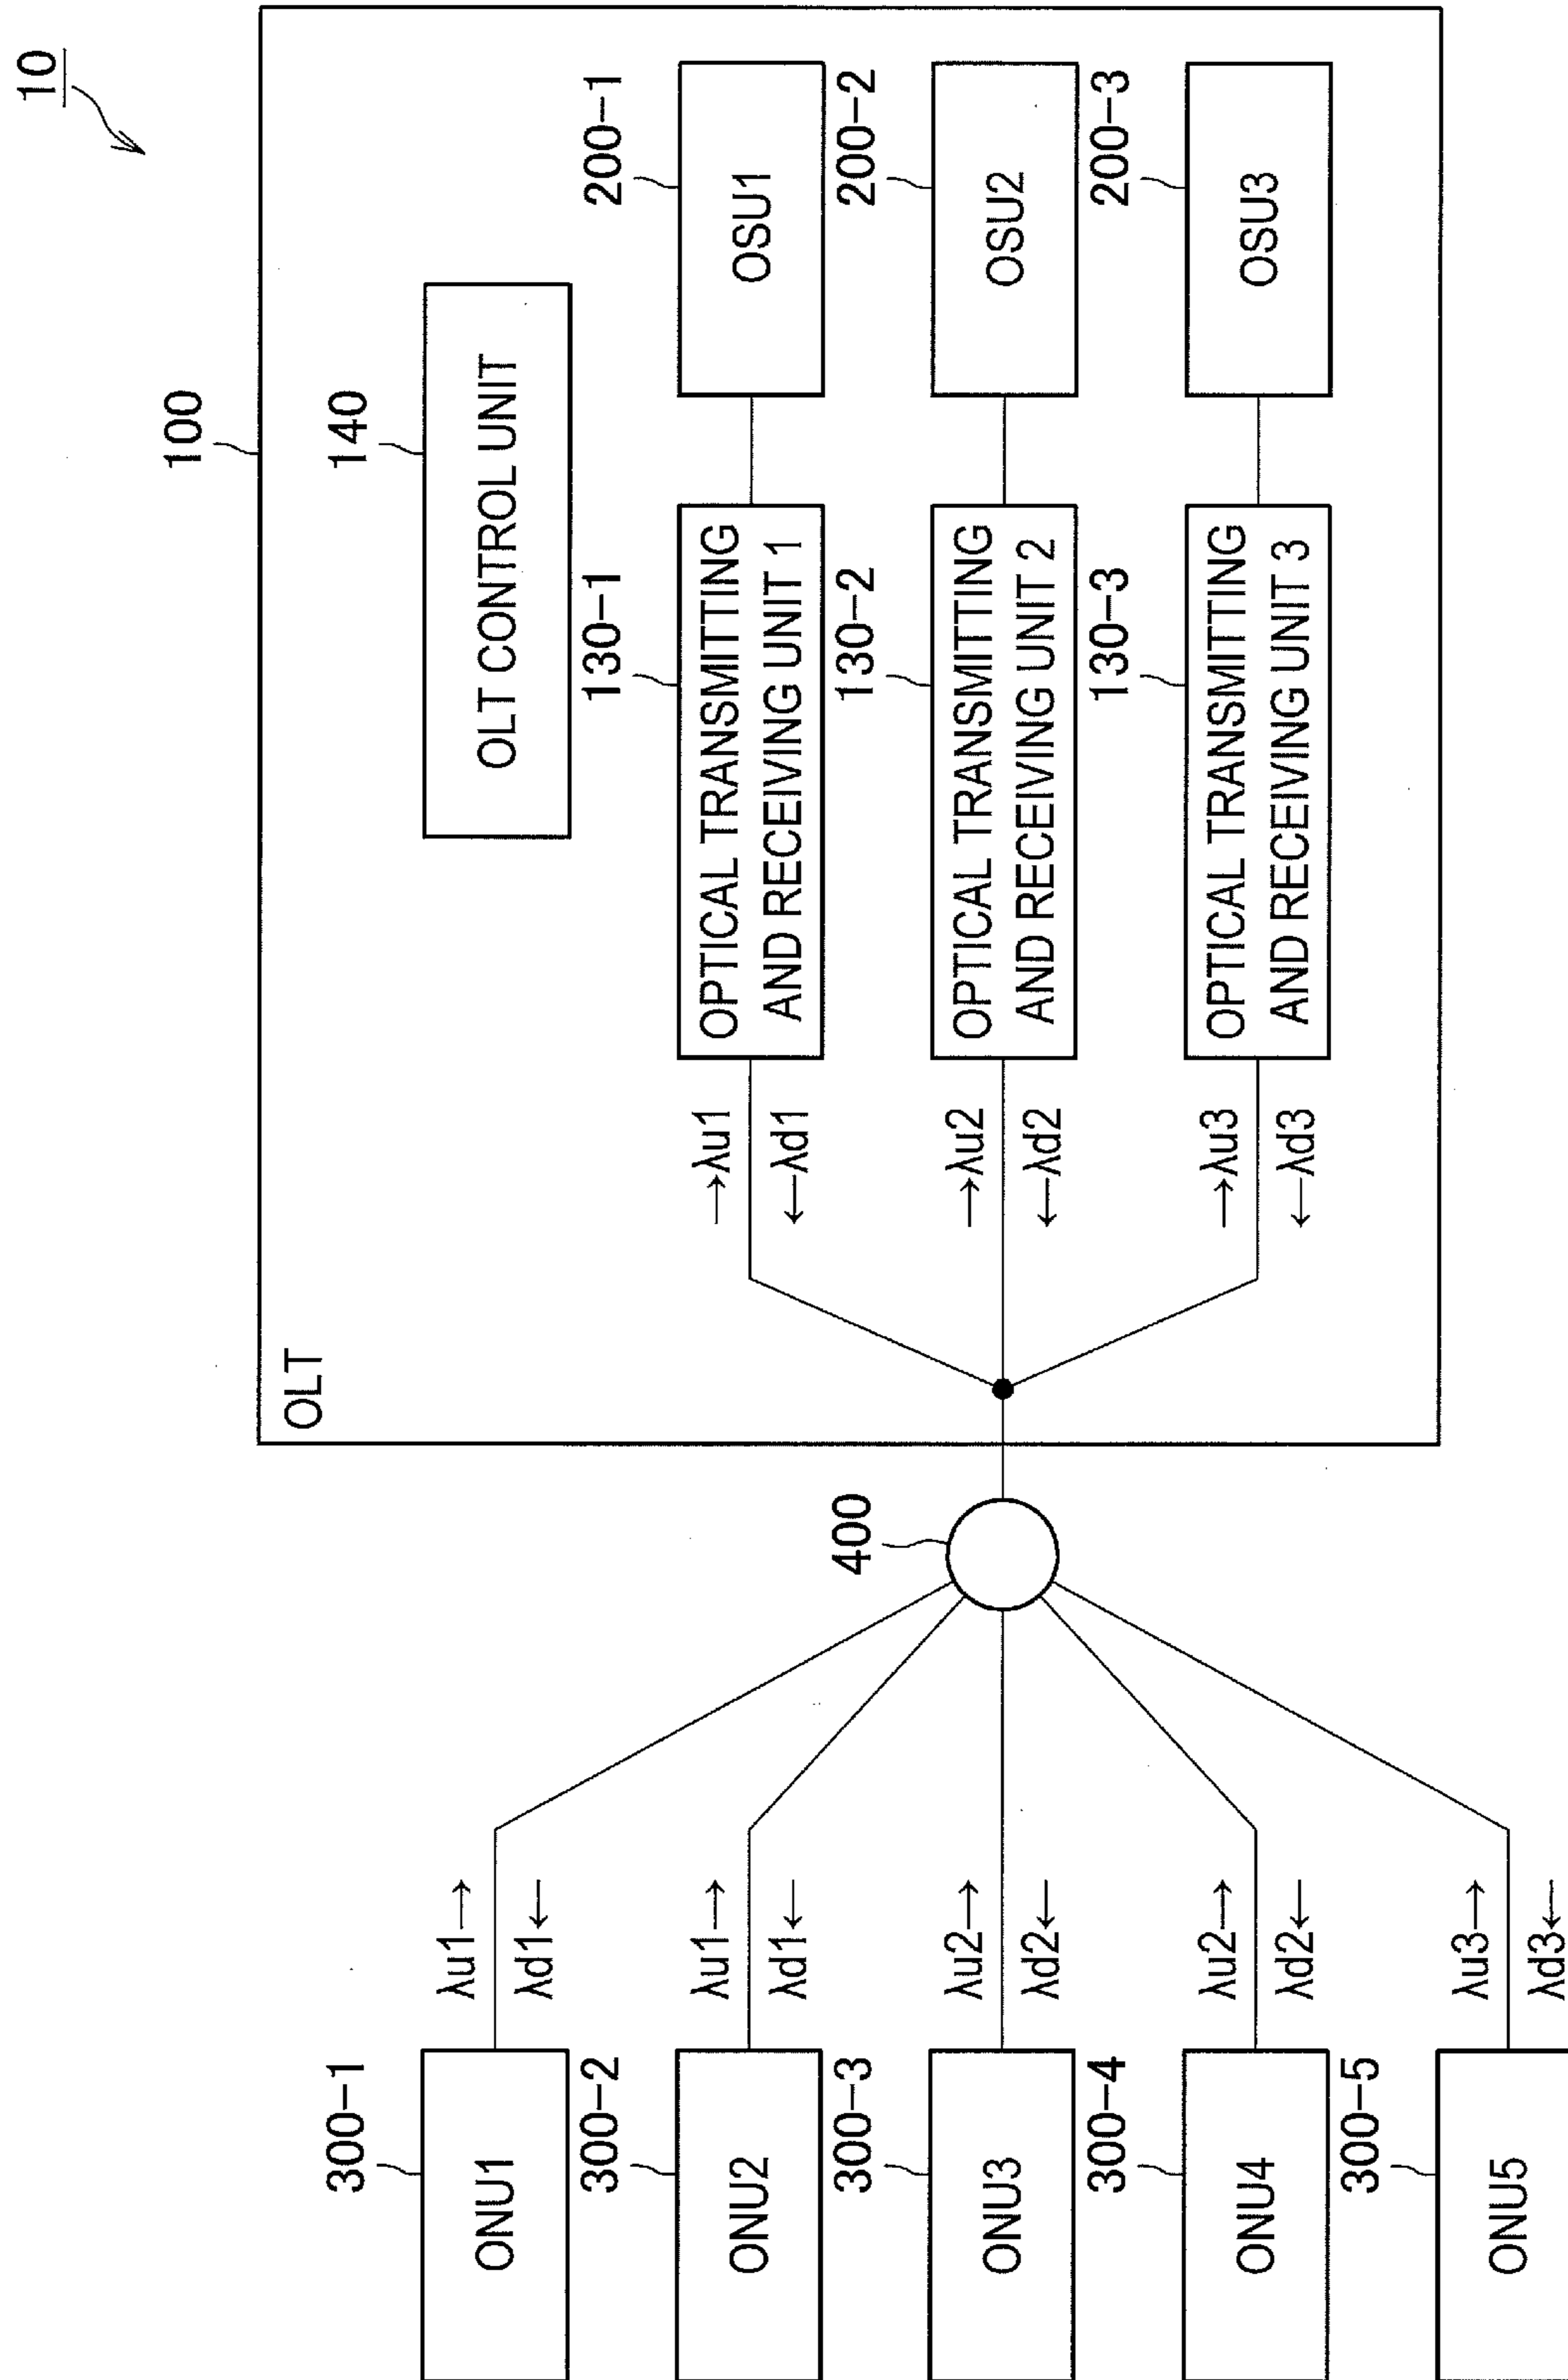 10
100
OLT
140
OLT CONTROL UNIT
300-1
ONU1
λu1→
λd1←
300-2
ONU2
λu1→
λd1←
300-3
ONU3
λu2→
λd2←
300-4
ONU4
λu2→
λd2←
300-5
ONU5
λu3→
λd3←
400
→λu1
←λd1
130-1
OPTICAL TRANSMITTING
AND RECEIVING UNIT 1
200-1
OSU1
→λu2
←λd2
130-2
OPTICAL TRANSMITTING
AND RECEIVING UNIT 2
200-2
OSU2
→λu3
←λd3
130-3
OPTICAL TRANSMITTING
AND RECEIVING UNIT 3
200-3
OSU3